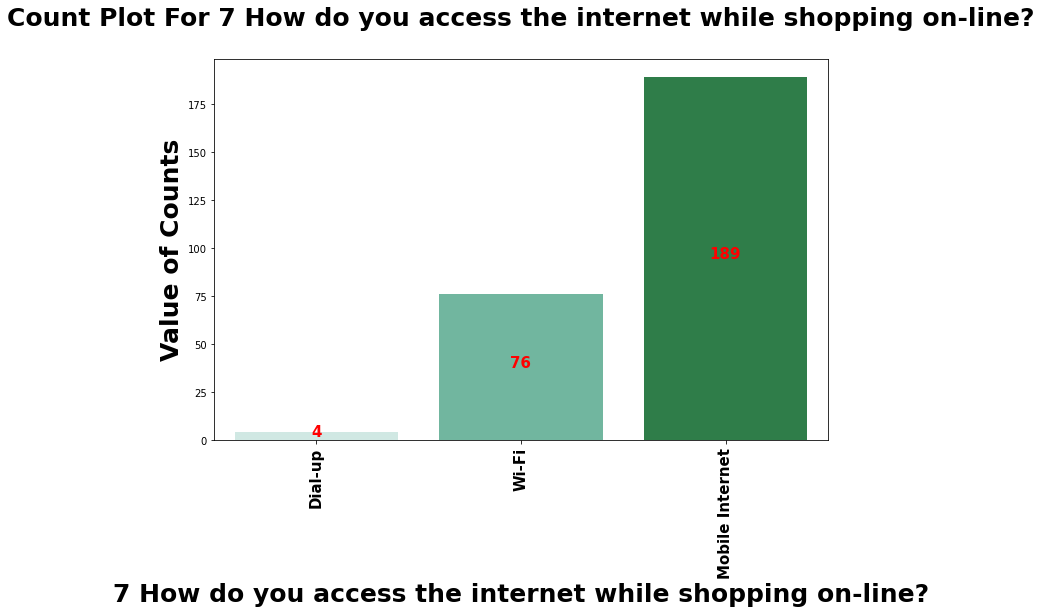 Count Plot For 7 How do you access the internet while shopping on-line?
Value of Counts
175
150
125
100
75
50
25
0
4
76
189
Dial-up
Wi-Fi
Mobile Internet
7 How do you access the internet while shopping on-line?